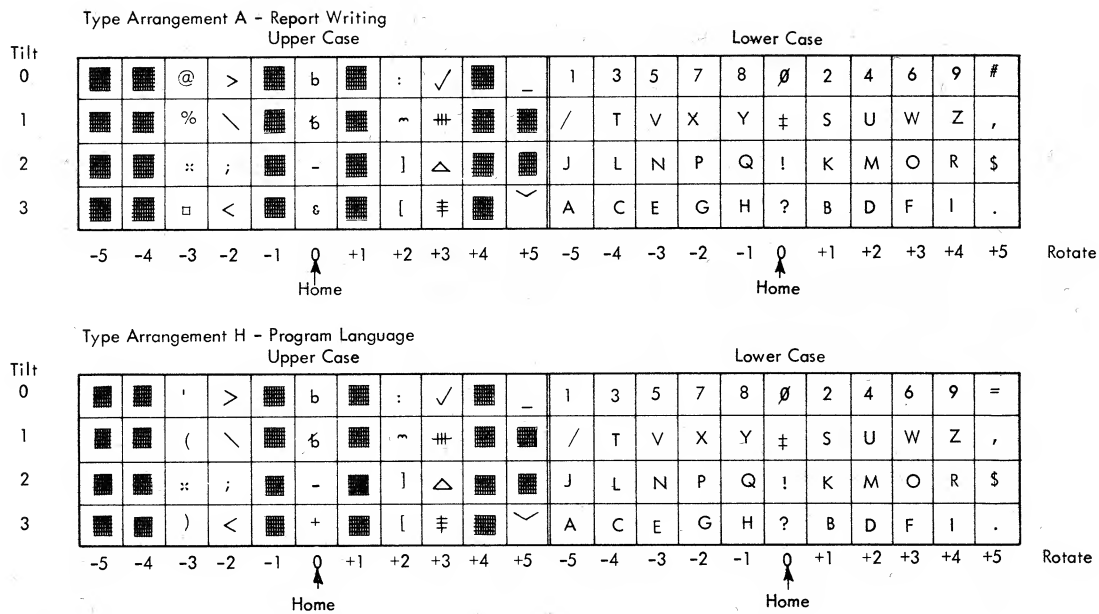 Type Arrangement A - Report Writing
Upper Case Lower Case
Tilt
0 @ > b : √ _ 1 3 5 7 8 Ø 2 4 6 9 #
1 % \ ƀ ⧻ / T V X Y ‡ S U W Z ,
2 ; - ] △ J L N P Q ! K M O R $
3 □ < & [ ⯒ A C E G H ? B D F I .
-5 -4 -3 -2 -1 0 +1 +2 +3 +4 +5 -5 -4 -3 -2 -1 0 +1 +2 +3 +4 +5 Rotate
Home Home
Type Arrangement H - Program Language
Upper Case Lower Case
Tilt
0 ' > b : √ _ 1 3 5 7 8 Ø 2 4 6 9 =
1 ( \ ƀ ⧻ / T V X Y ‡ S U W Z ,
2 ; - ] △ J L N P Q ! K M O R $
3 ) < + [ ⯒ A C E G H ? B D F I .
-5 -4 -3 -2 -1 0 +1 +2 +3 +4 +5 -5 -4 -3 -2 -1 0 +1 +2 +3 +4 +5 Rotate
Home Home